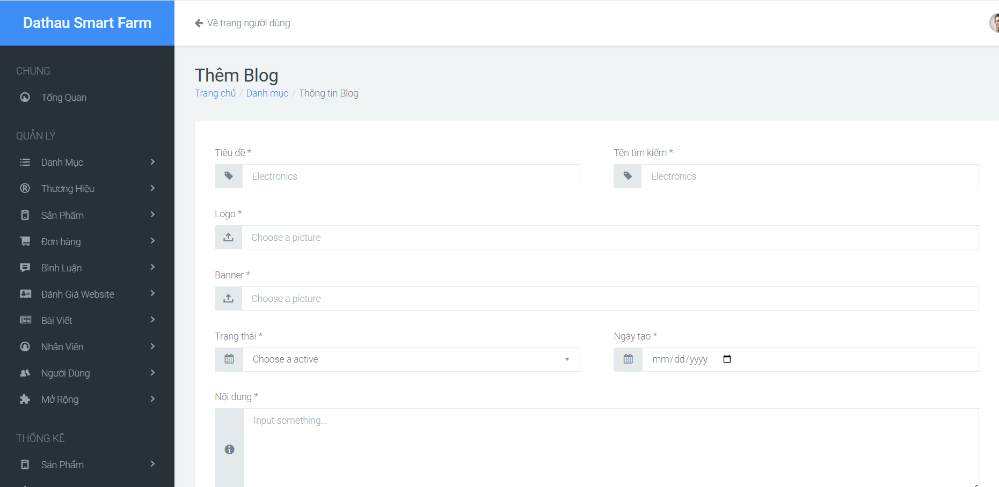 Dathau Smart Farm
Về trang người dùng
CHUNG
Tổng Quan
QUẢN LÝ
Danh Mục
Thương Hiệu
Sản Phẩm
Đơn hàng
Bình Luận
Đánh Giá Website
Bài Viết
Nhân Viên
Người Dùng
Mở Rộng
THỐNG KÊ
Sản Phẩm
Thêm Blog
Trang chủ / Danh mục / Thông tin Blog
Tiêu đề *
Electronics
Tên tìm kiếm *
Electronics
Logo *
Choose a picture
Banner *
Choose a picture
Trạng thái *
Choose a active
Ngày tạo *
mm/dd/yyyy
Nội dung *
Input something...